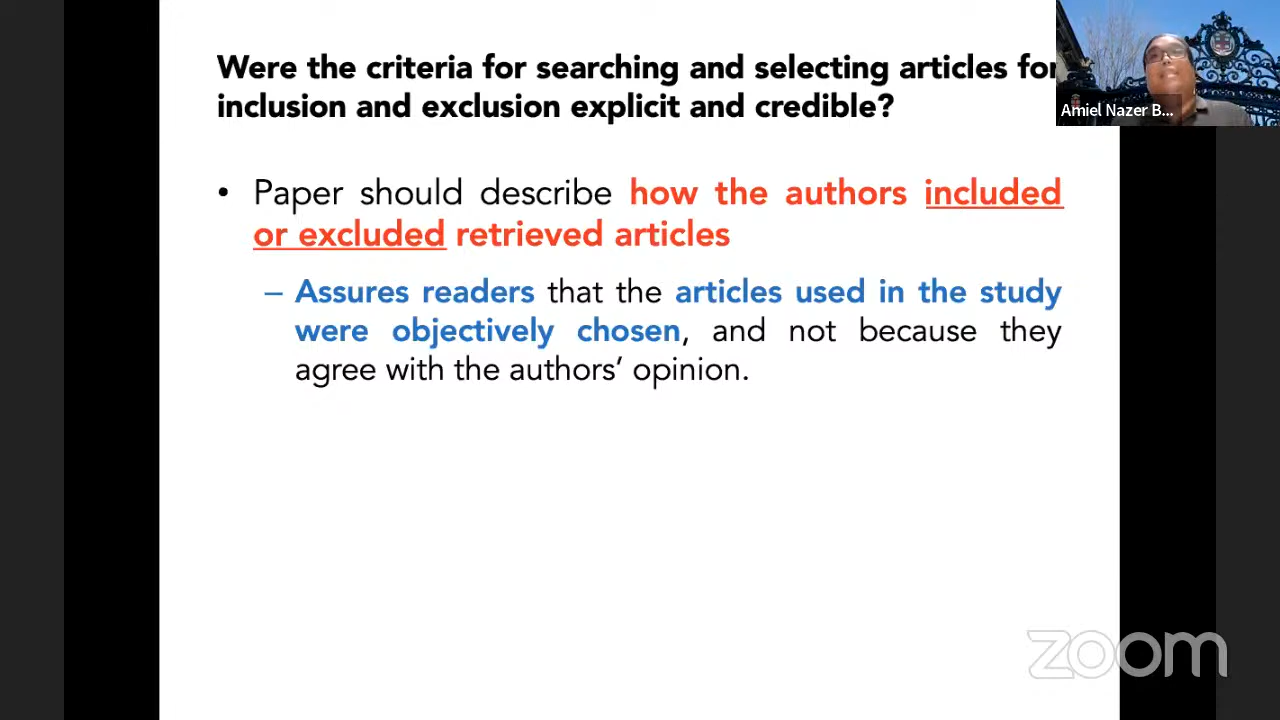 Were the criteria for searching and selecting articles for
inclusion and exclusion explicit and credible?
Amiel Nazer B...
• Paper should describe how the authors included
or excluded retrieved articles
– Assures readers that the articles used in the study
were objectively chosen, and not because they
agree with the authors’ opinion.
zoom